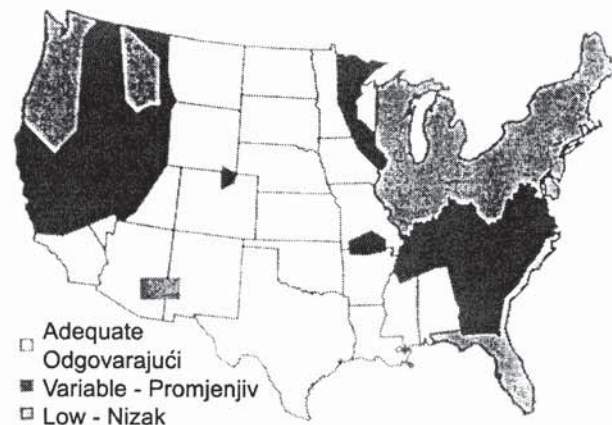 Adequate
Odgovarajući
Variable - Promjenjiv
Low - Nizak